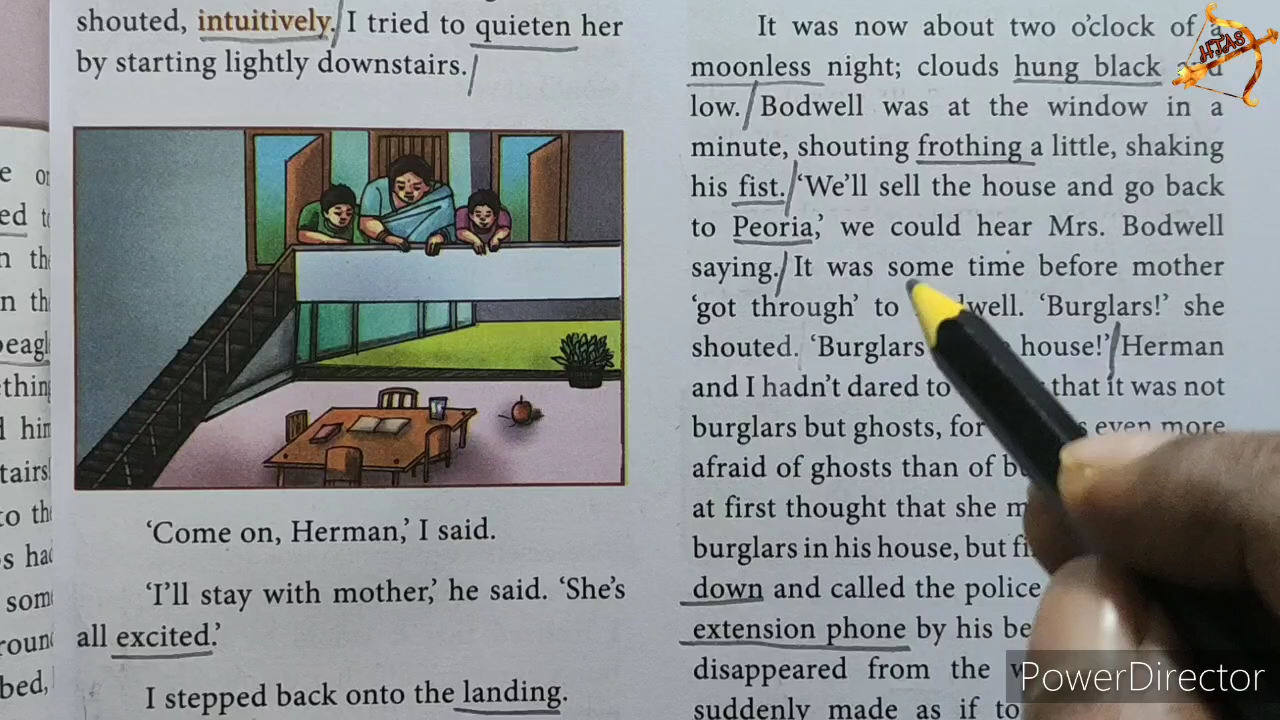 shouted, intuitively. I tried to quieten her
by starting lightly downstairs.
'Come on, Herman,' I said.
'I'll stay with mother,' he said. 'She's
all excited.'
I stepped back onto the landing.
It was now about two o'clock of a
moonless night; clouds hung black and
low. Bodwell was at the window in a
minute, shouting frothing a little, shaking
his fist. 'We'll sell the house and go back
to Peoria,' we could hear Mrs. Bodwell
saying. It was some time before mother
'got through' to Bodwell. 'Burglars!' she
shouted. 'Burglars house!' Herman
and I hadn't dared to that it was not
burglars but ghosts, for even more
afraid of ghosts than of
at first thought that she
burglars in his house, but
down and called the police
extension phone by his
disappeared from the
suddenly made as if to
HTAS
PowerDirector